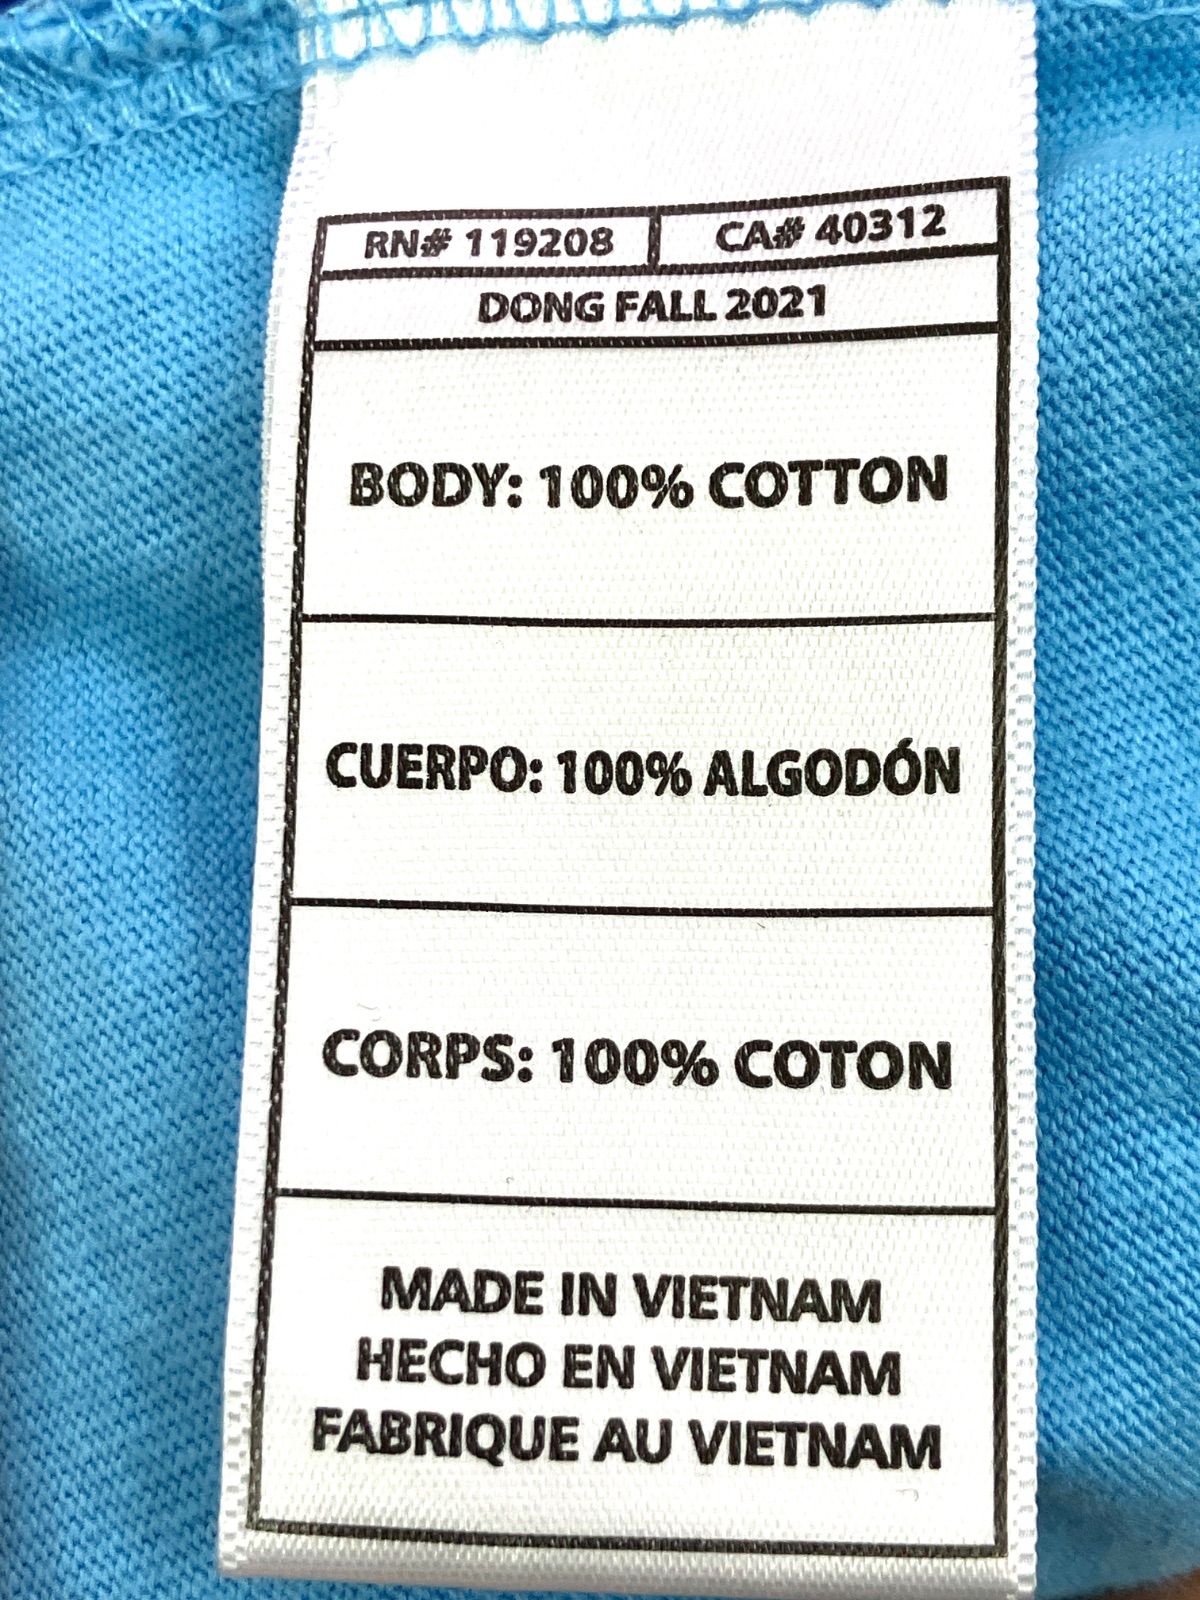 RN# 119208 CA# 40312
DONG FALL 2021
BODY: 100% COTTON
CUERPO: 100% ALGODÓN
CORPS: 100% COTON
MADE IN VIETNAM
HECHO EN VIETNAM
FABRIQUE AU VIETNAM